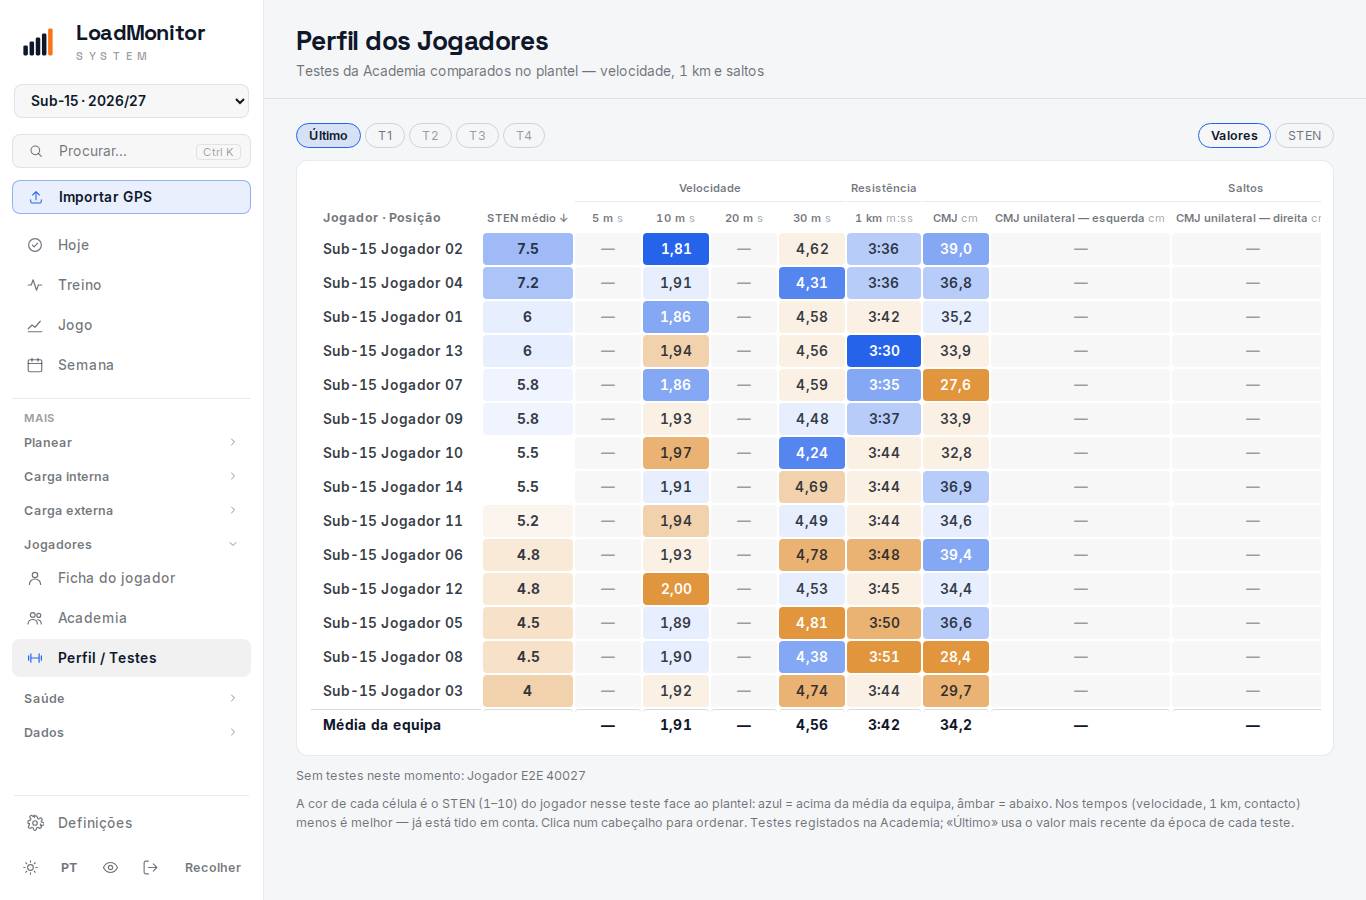 LoadMonitor
SYSTEM
Sub-15 · 2026/27
Procurar... Ctrl K
Importar GPS
Hoje
Treino
Jogo
Semana
MAIS
Planear
Carga interna
Carga externa
Jogadores
Ficha do jogador
Academia
Perfil / Testes
Saúde
Dados
Definições
PT Recolher
Perfil dos Jogadores
Testes da Academia comparados no plantel — velocidade, 1 km e saltos
Último T1 T2 T3 T4 Valores STEN
Velocidade Resistência Saltos
Jogador · Posição STEN médio ↓ 5 m s 10 m s 20 m s 30 m s 1 km m:ss CMJ cm CMJ unilateral — esquerda cm CMJ unilateral — direita
Sub-15 Jogador 02 7.5 — 1,81 — 4,62 3:36 39,0 — —
Sub-15 Jogador 04 7.2 — 1,91 — 4,31 3:36 36,8 — —
Sub-15 Jogador 01 6 — 1,86 — 4,58 3:42 35,2 — —
Sub-15 Jogador 13 6 — 1,94 — 4,56 3:30 33,9 — —
Sub-15 Jogador 07 5.8 — 1,86 — 4,59 3:35 27,6 — —
Sub-15 Jogador 09 5.8 — 1,93 — 4,48 3:37 33,9 — —
Sub-15 Jogador 10 5.5 — 1,97 — 4,24 3:44 32,8 — —
Sub-15 Jogador 14 5.5 — 1,91 — 4,69 3:44 36,9 — —
Sub-15 Jogador 11 5.2 — 1,94 — 4,49 3:44 34,6 — —
Sub-15 Jogador 06 4.8 — 1,93 — 4,78 3:48 39,4 — —
Sub-15 Jogador 12 4.8 — 2,00 — 4,53 3:45 34,4 — —
Sub-15 Jogador 05 4.5 — 1,89 — 4,81 3:50 36,6 — —
Sub-15 Jogador 08 4.5 — 1,90 — 4,38 3:51 28,4 — —
Sub-15 Jogador 03 4 — 1,92 — 4,74 3:44 29,7 — —
Média da equipa — 1,91 — 4,56 3:42 34,2 — —
Sem testes neste momento: Jogador E2E 40027
A cor de cada célula é o STEN (1–10) do jogador nesse teste face ao plantel: azul = acima da média da equipa, âmbar = abaixo. Nos tempos (velocidade, 1 km, contacto)
menos é melhor — já está tido em conta. Clica num cabeçalho para ordenar. Testes registados na Academia; «Último» usa o valor mais recente da época de cada teste.